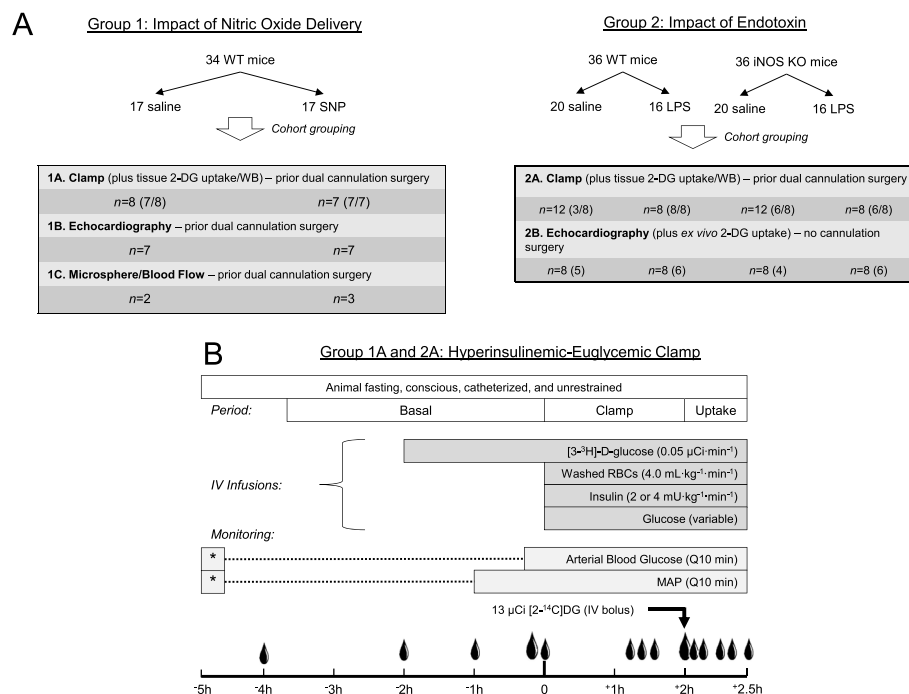 A
Group 1: Impact of Nitric Oxide Delivery
34 WT mice
17 saline
17 SNP
Cohort grouping
1A. Clamp (plus tissue 2-DG uptake/WB) – prior dual cannulation surgery
n=8 (7/8)
n=7 (7/7)
1B. Echocardiography – prior dual cannulation surgery
n=7
n=7
1C. Microsphere/Blood Flow – prior dual cannulation surgery
n=2
n=3
Group 2: Impact of Endotoxin
36 WT mice
36 iNOS KO mice
20 saline
16 LPS
20 saline
16 LPS
Cohort grouping
2A. Clamp (plus tissue 2-DG uptake/WB) – prior dual cannulation surgery
n=12 (3/8)
n=8 (8/8)
n=12 (6/8)
n=8 (6/8)
2B. Echocardiography (plus ex vivo 2-DG uptake) – no cannulation
surgery
n=8 (5)
n=8 (6)
n=8 (4)
n=8 (6)
B
Group 1A and 2A: Hyperinsulinemic-Euglycemic Clamp
Animal fasting, conscious, catheterized, and unrestrained
Period:
Basal
Clamp
Uptake
IV Infusions:
[3-³H]-D-glucose (0.05 µCi·min⁻¹)
Washed RBCs (4.0 mL·kg⁻¹·min⁻¹)
Insulin (2 or 4 mU·kg⁻¹·min⁻¹)
Glucose (variable)
Monitoring:
* Arterial Blood Glucose (Q10 min)
* MAP (Q10 min)
13 µCi [2-¹⁴C]DG (IV bolus)
-5h
-4h
-3h
-2h
-1h
0
+1h
+2h
+2.5h